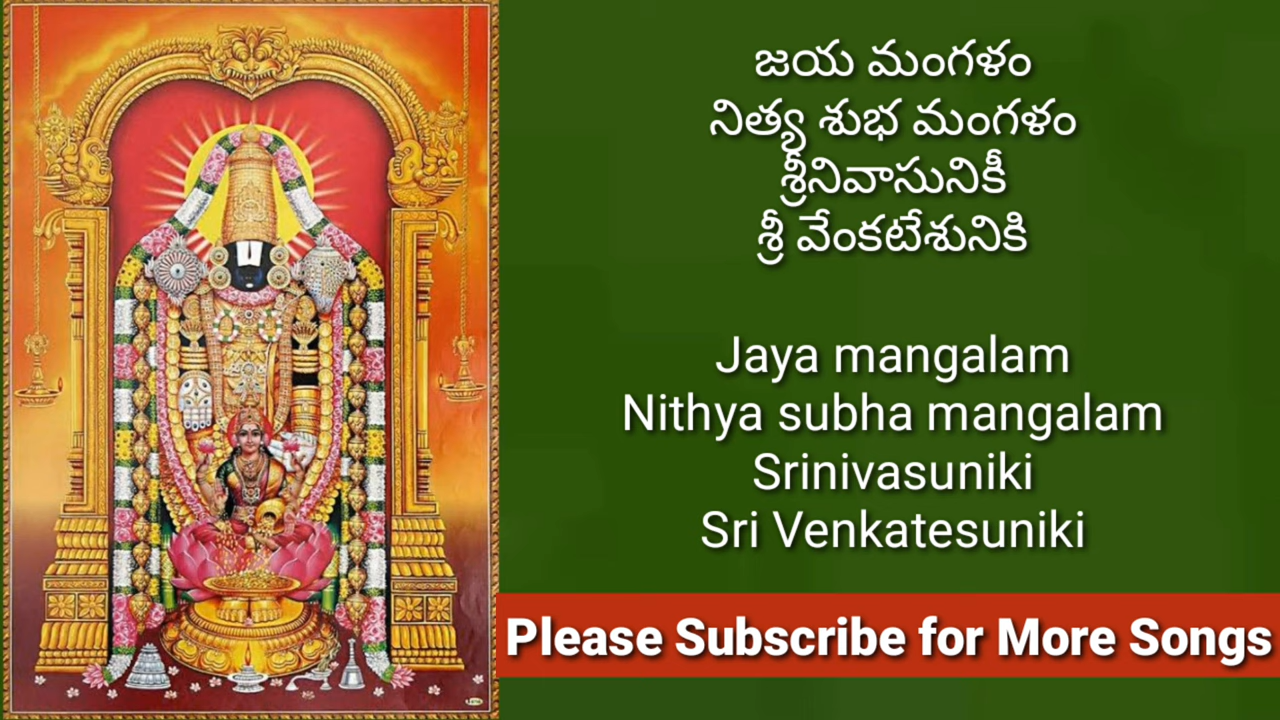 జయ మంగళం
నిత్య శుభ మంగళం
శ్రీనివాసునికీ
శ్రీ వేంకటేశునికి
Jaya mangalam
Nithya subha mangalam
Srinivasuniki
Sri Venkatesuniki
Please Subscribe for More Songs